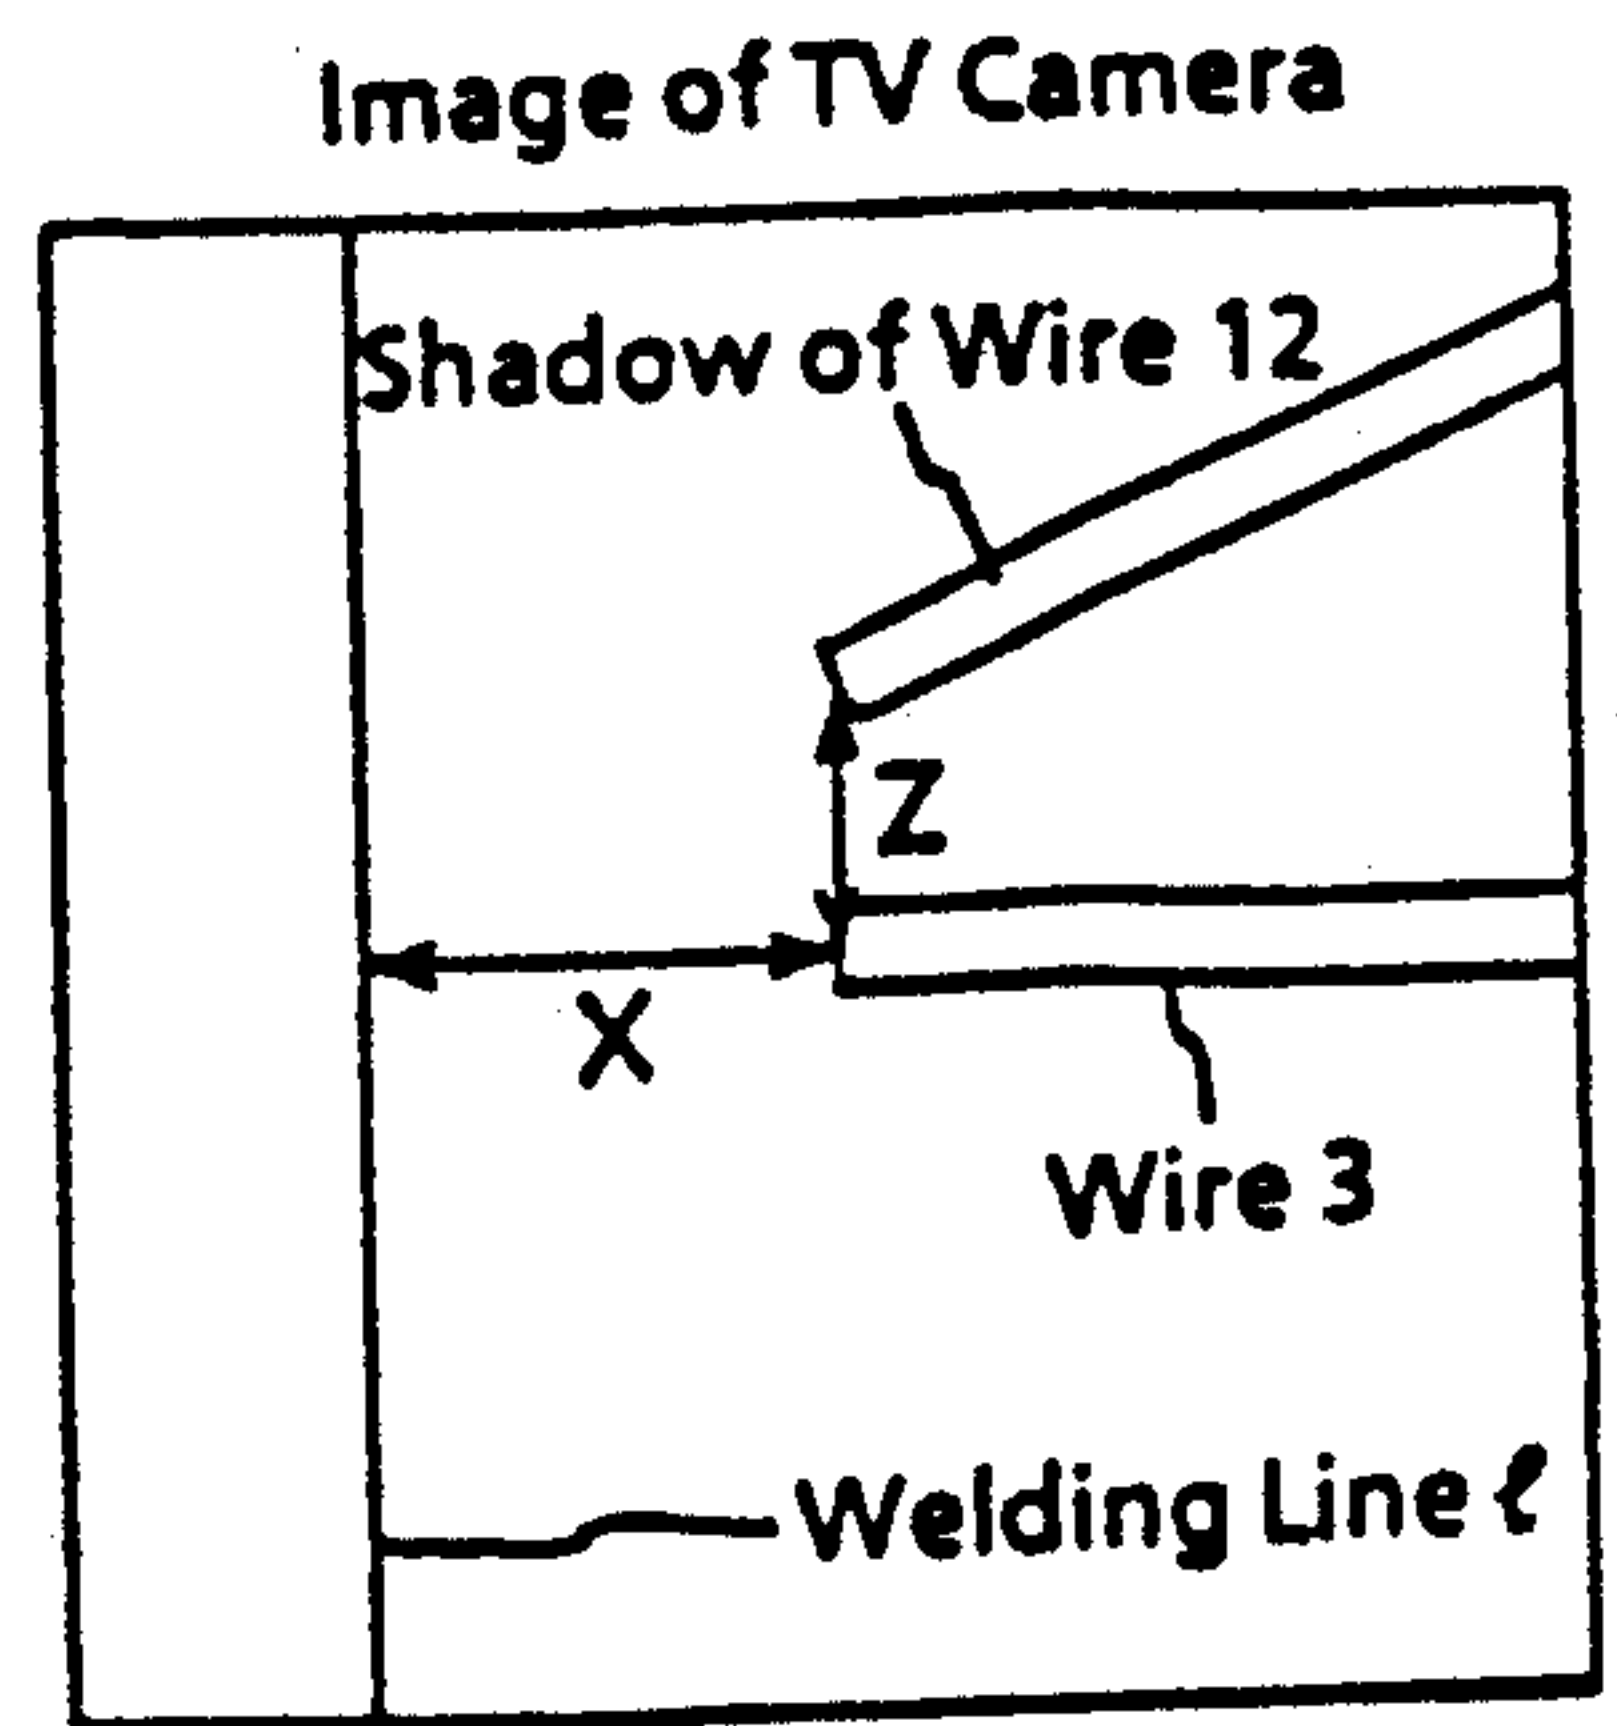 Image of TV Camera
Shadow of Wire 12
Z
X
Wire 3
Welding Line ℓ